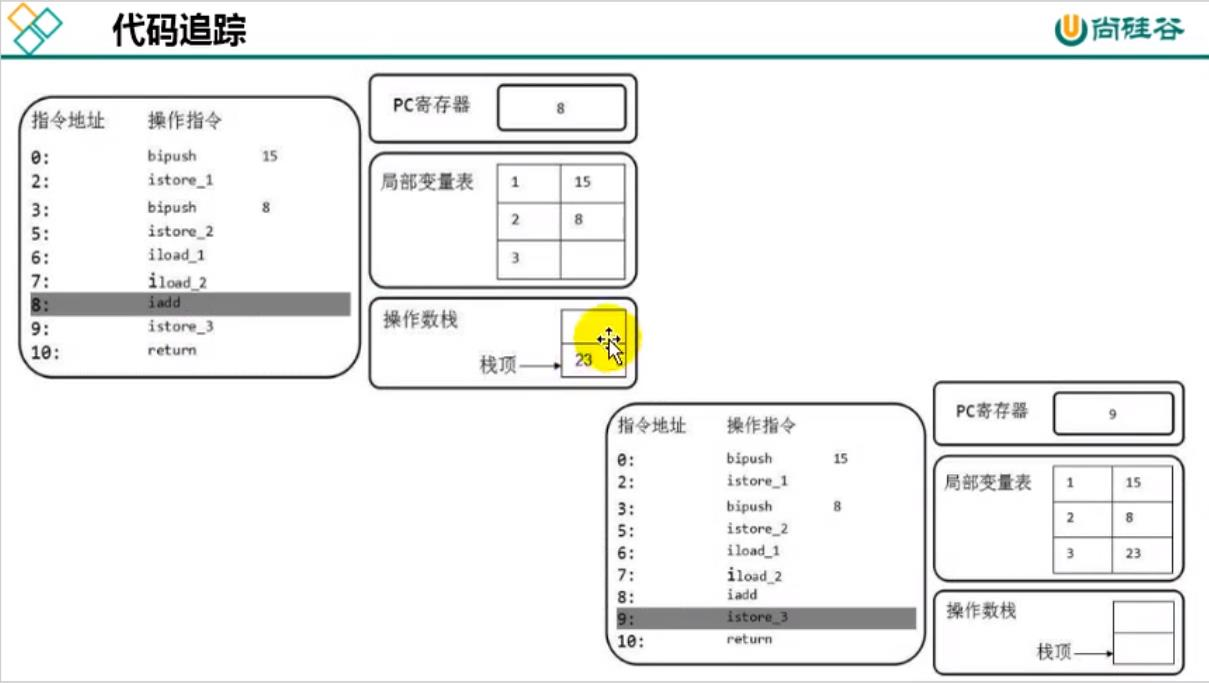 代码追踪
尚硅谷
指令地址 操作指令
0: bipush 15
2: istore_1
3: bipush 8
5: istore_2
6: iload_1
7: iload_2
8: iadd
9: istore_3
10: return
PC寄存器 8
局部变量表 1 15
2 8
3
操作数栈
栈顶 23
指令地址 操作指令
0: bipush 15
2: istore_1
3: bipush 8
5: istore_2
6: iload_1
7: iload_2
8: iadd
9: istore_3
10: return
PC寄存器 9
局部变量表 1 15
2 8
3 23
操作数栈
栈顶